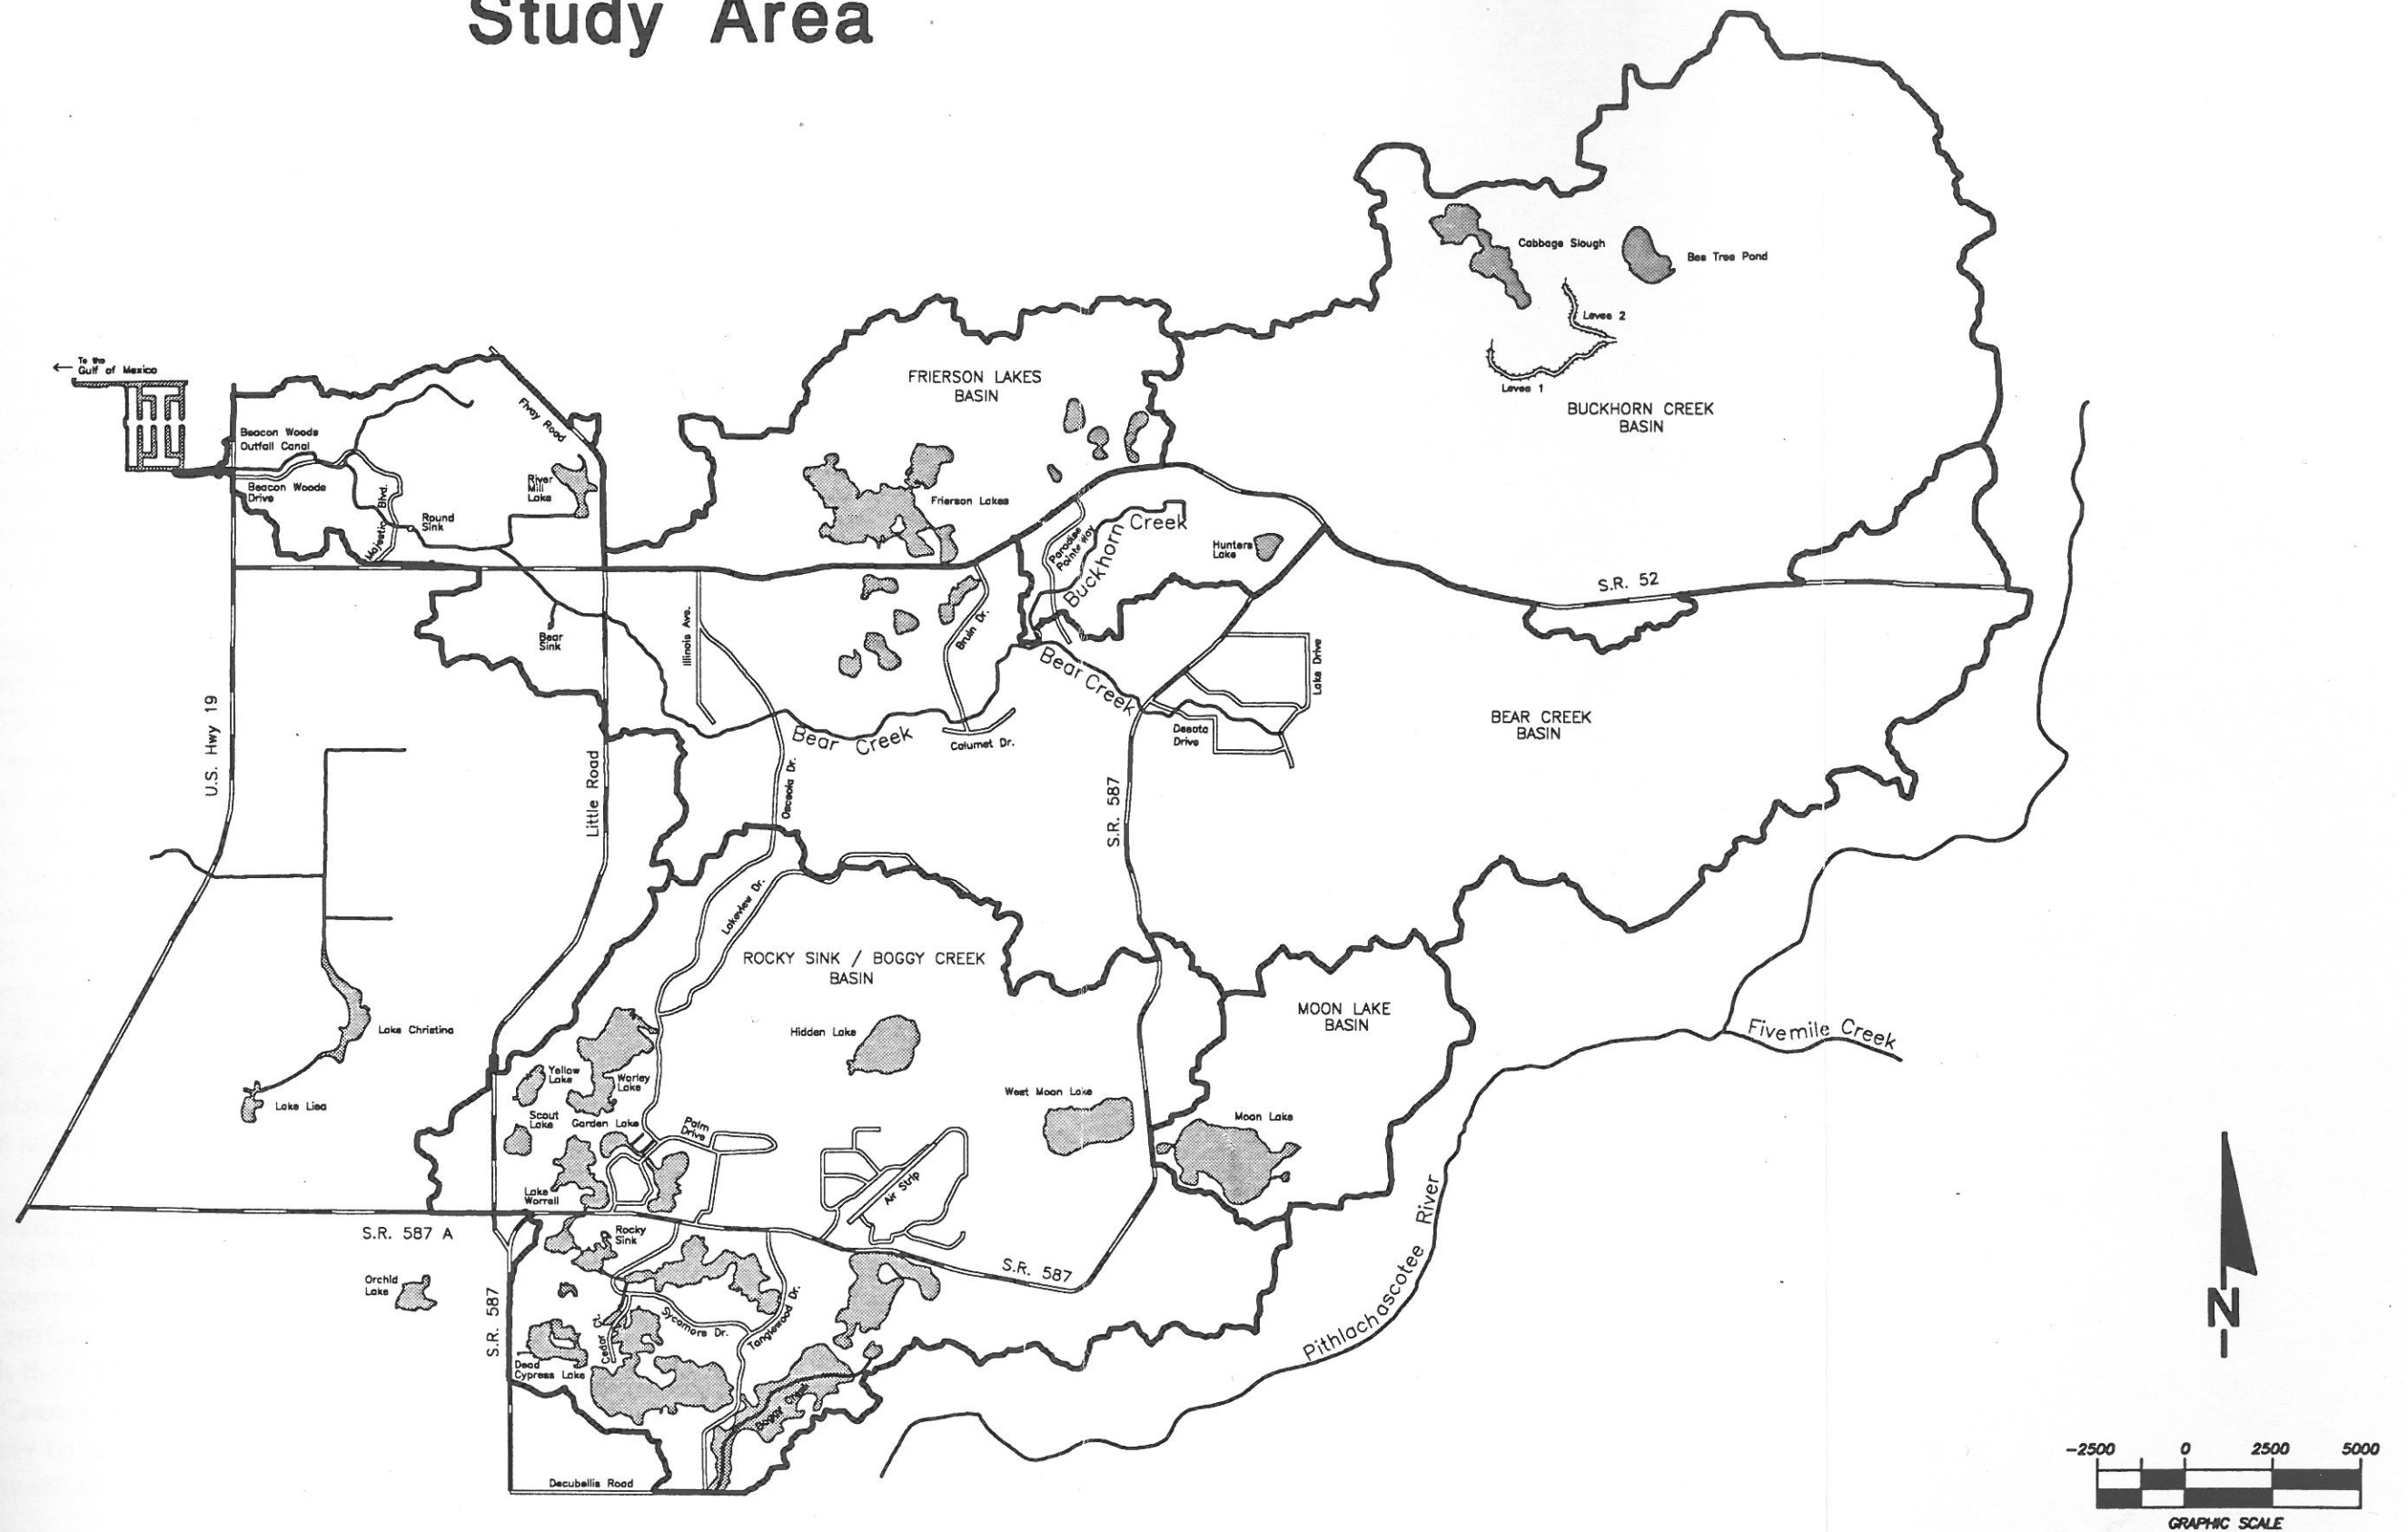 Study Area
To the
Gulf of Mexico
FRIERSON LAKES
BASIN
Cabbage Slough
Bee Tree Pond
Levee 2
Levee 1
BUCKHORN CREEK
BASIN
Fivay Road
Beacon Woods
Outfall Canal
Beacon Woods
Drive
Majestic Blvd.
Round
Sink
River
Mill
Lake
Frierson Lakes
Paradise
Pointe Way
Buckhorn Creek
Hunters
Lake
S.R. 52
Bear
Sink
Illinois Ave.
Bruin Dr.
Bear Creek
Lake Drive
Desoto
Drive
Bear Creek
Calumet Dr.
BEAR CREEK
BASIN
U.S. Hwy 19
Little Road
Osceola Dr.
S.R. 587
Lakeview Dr.
ROCKY SINK / BOGGY CREEK
BASIN
MOON LAKE
BASIN
Lake Christina
Hidden Lake
Fivemile Creek
Yellow
Lake
Worley
Lake
Lake Lisa
Scout
Lake
Garden Lake
Palm
Drive
West Moon Lake
Moon Lake
Air Strip
Lake
Worrell
S.R. 587 A
Rocky
Sink
S.R. 587
Orchid
Lake
S.R. 587
Cedar Dr.
Sycamore Dr.
Tanglewood Dr.
Pithlachascotee River
Dead
Cypress Lake
Boggy Creek
Decubellis Road
N
-2500 0 2500 5000
GRAPHIC SCALE